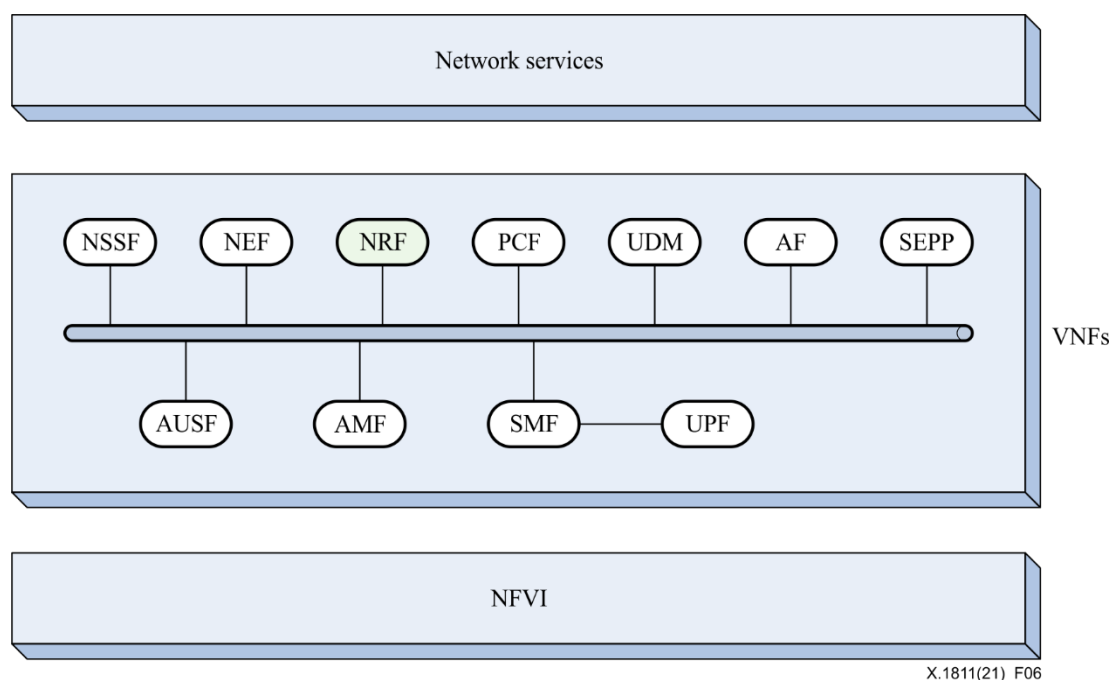 Network services
NSSF NEF NRF PCF UDM AF SEPP
VNFs
AUSF AMF SMF UPF
NFVI
X.1811(21)_F06